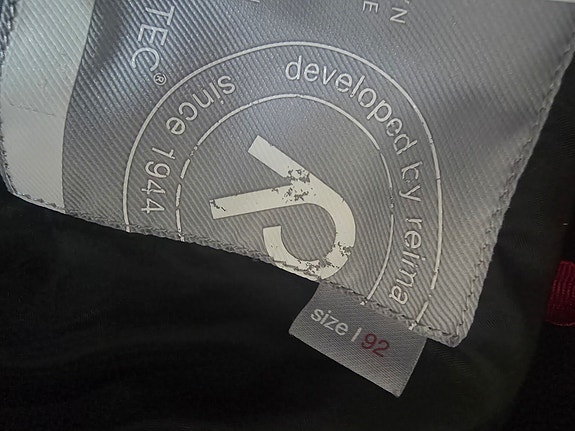 TEC®
developed by reima
since 1944
size | 92